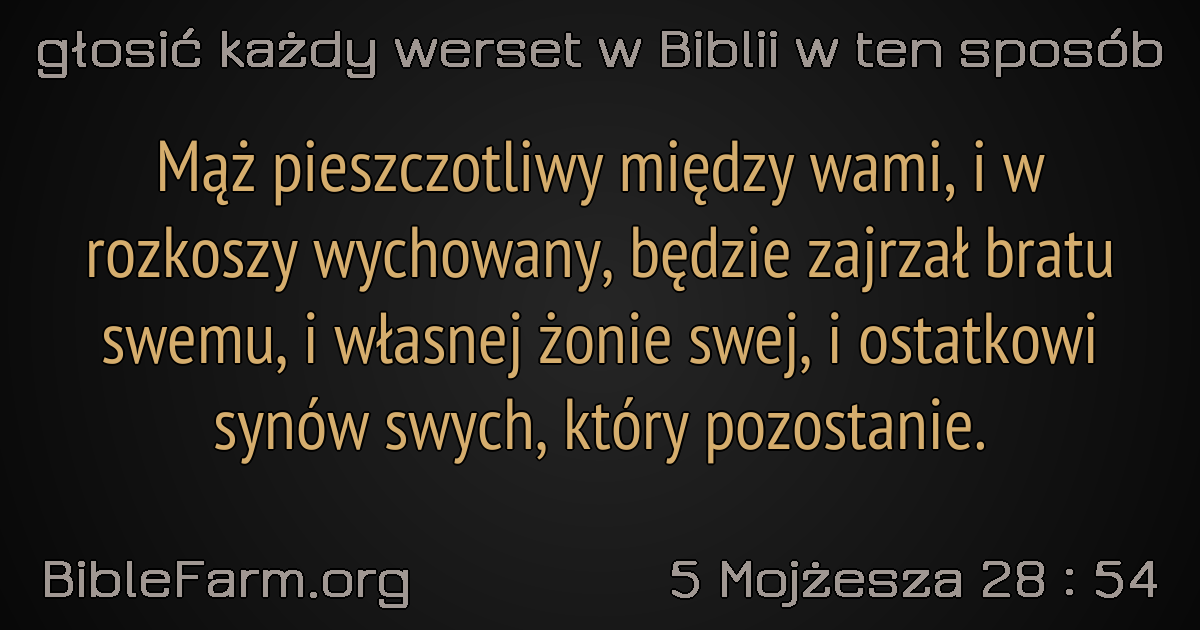 głosić każdy werset w Biblii w ten sposób
Mąż pieszczotliwy między wami, i w
rozkoszy wychowany, będzie zajrzał bratu
swemu, i własnej żonie swej, i ostatkowi
synów swych, który pozostanie.
BibleFarm.org
5 Mojżesza 28 : 54